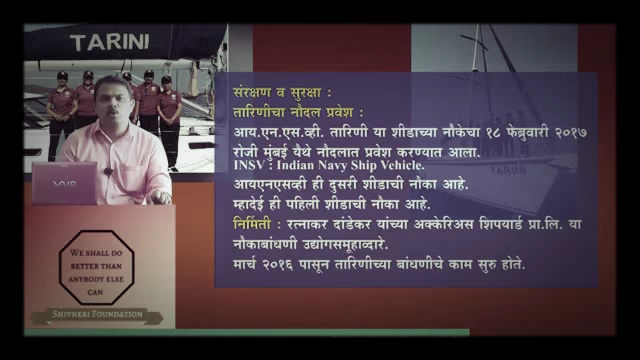 TARINI
संरक्षण व सुरक्षा :
तारिणीचा नौदल प्रवेश :
आय.एन.एस.व्ही. तारिणी या शीडाच्या नौकेचा १८ फेब्रुवारी २०१७
रोजी मुंबई येथे नौदलात प्रवेश करण्यात आला.
INSV : Indian Navy Ship Vehicle.
आयएनएसव्ही ही दुसरी शीडाची नौका आहे.
म्हादेई ही पहिली शीडाची नौका आहे.
निर्मिती : रत्नाकर दांडेकर यांच्या अक्केरिअस शिपयार्ड प्रा.लि. या
नौकाबांधणी उद्योगसमूहाव्दारे.
मार्च २०१६ पासून तारिणीच्या बांधणीचे काम सुरु होते.
TARINI
VAIO
WE SHALL DO
BETTER THAN
ANYBODY ELSE
CAN
SHIVNERI FOUNDATION